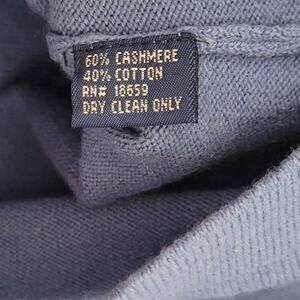 60% CASHMERE
40% COTTON
RN# 18659
DRY CLEAN ONLY